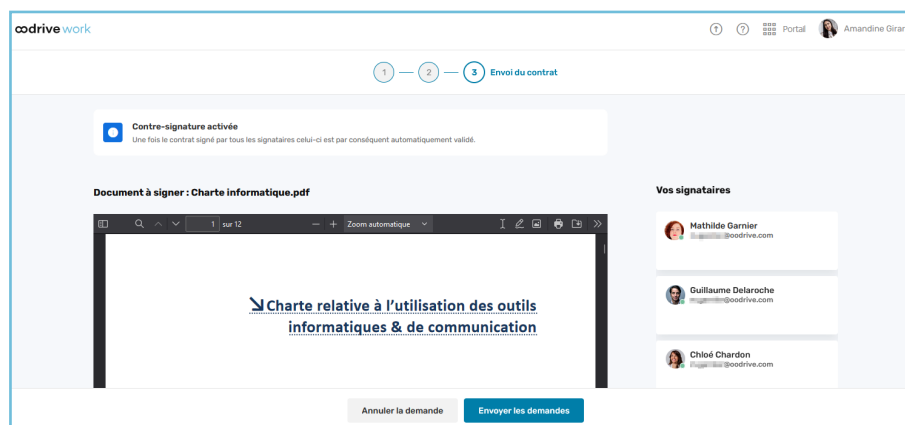 oodrive work
Portal
Amandine Girar
1
2
3 Envoi du contrat
Contre-signature activée
Une fois le contrat signé par tous les signataires celui-ci est par conséquent automatiquement validé.
Document à signer : Charte informatique.pdf
Vos signataires
1 sur 12
Zoom automatique
Charte relative à l'utilisation des outils
informatiques & de communication
Mathilde Garnier
@oodrive.com
Guillaume Delaroche
@oodrive.com
Chloé Chardon
@oodrive.com
Annuler la demande
Envoyer les demandes